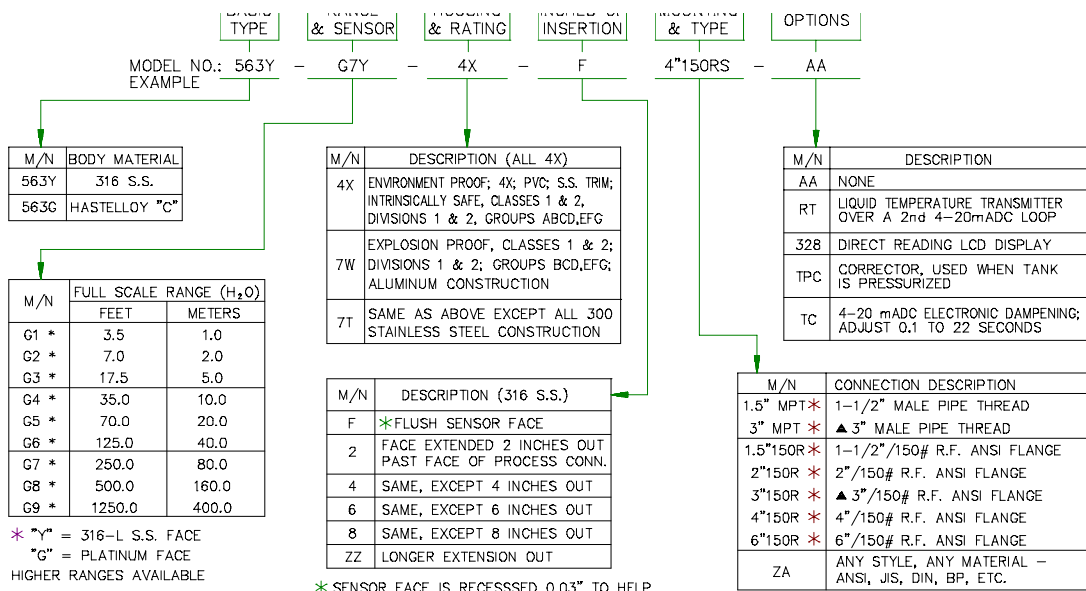 TYPE
& SENSOR
& RATING
INSERTION
& TYPE
OPTIONS
MODEL NO.: 563Y - G7Y - 4X - F 4"150RS - AA
EXAMPLE
M/N BODY MATERIAL
563Y 316 S.S.
563G HASTELLOY "C"
M/N FULL SCALE RANGE (H₂O)
FEET METERS
G1 * 3.5 1.0
G2 * 7.0 2.0
G3 * 17.5 5.0
G4 * 35.0 10.0
G5 * 70.0 20.0
G6 * 125.0 40.0
G7 * 250.0 80.0
G8 * 500.0 160.0
G9 * 1250.0 400.0
* "Y" = 316-L S.S. FACE
"G" = PLATINUM FACE
HIGHER RANGES AVAILABLE
M/N DESCRIPTION (ALL 4X)
4X ENVIRONMENT PROOF; 4X; PVC; S.S. TRIM;
INTRINSICALLY SAFE, CLASSES 1 & 2,
DIVISIONS 1 & 2, GROUPS ABCD,EFG
7W EXPLOSION PROOF, CLASSES 1 & 2;
DIVISIONS 1 & 2; GROUPS BCD,EFG;
ALUMINUM CONSTRUCTION
7T SAME AS ABOVE EXCEPT ALL 300
STAINLESS STEEL CONSTRUCTION
M/N DESCRIPTION (316 S.S.)
F *FLUSH SENSOR FACE
2 FACE EXTENDED 2 INCHES OUT
PAST FACE OF PROCESS CONN.
4 SAME, EXCEPT 4 INCHES OUT
6 SAME, EXCEPT 6 INCHES OUT
8 SAME, EXCEPT 8 INCHES OUT
ZZ LONGER EXTENSION OUT
* SENSOR FACE IS RECESSSED 0.03" TO HELP
M/N DESCRIPTION
AA NONE
RT LIQUID TEMPERATURE TRANSMITTER
OVER A 2nd 4-20mADC LOOP
328 DIRECT READING LCD DISPLAY
TPC CORRECTOR, USED WHEN TANK
IS PRESSURIZED
TC 4-20 mADC ELECTRONIC DAMPENING;
ADJUST 0.1 TO 22 SECONDS
M/N CONNECTION DESCRIPTION
1.5" MPT * 1-1/2" MALE PIPE THREAD
3" MPT * ▲ 3" MALE PIPE THREAD
1.5"150R * 1-1/2"/150# R.F. ANSI FLANGE
2"150R * 2"/150# R.F. ANSI FLANGE
3"150R * ▲ 3"/150# R.F. ANSI FLANGE
4"150R * 4"/150# R.F. ANSI FLANGE
6"150R * 6"/150# R.F. ANSI FLANGE
ZA ANY STYLE, ANY MATERIAL -
ANSI, JIS, DIN, BP, ETC.